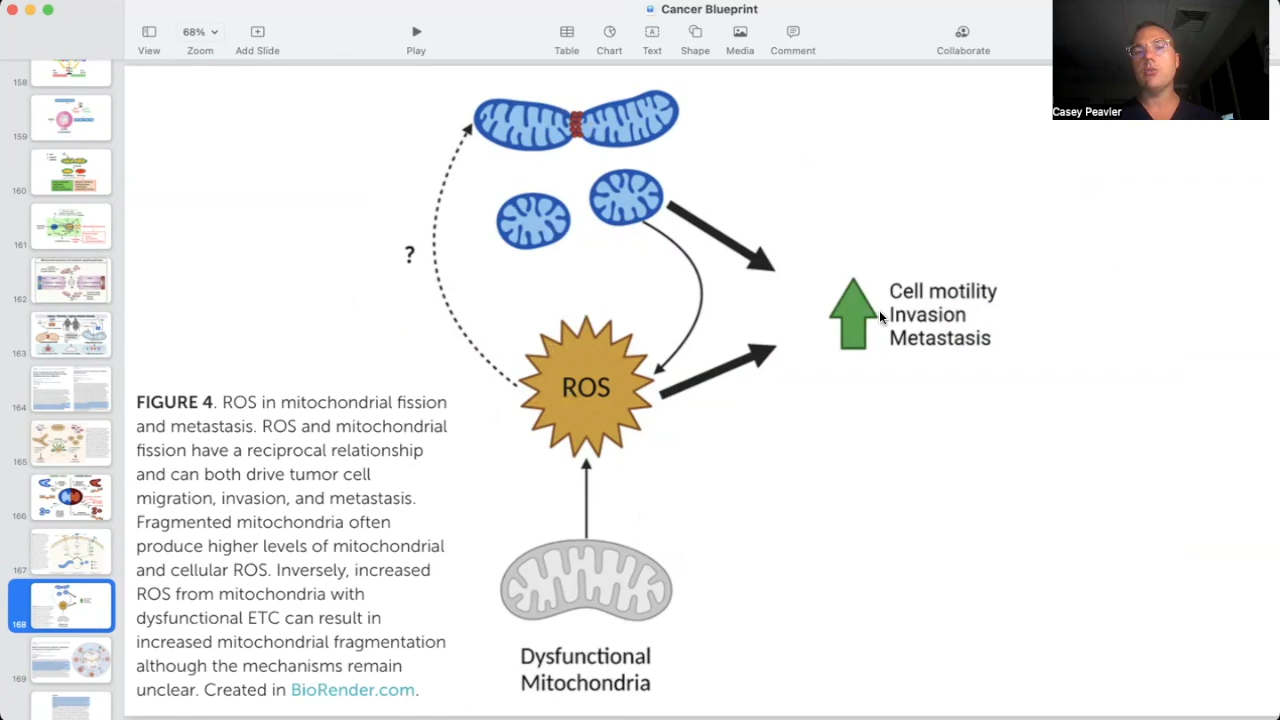 Cancer Blueprint
68%
View
Zoom
Add Slide
Play
Table
Chart
Text
Shape
Media
Comment
Collaborate
Casey Peavler
158
159
160
161
162
163
164
165
166
167
168
169
?
ROS
Cell motility
Invasion
Metastasis
FIGURE 4. ROS in mitochondrial fission
and metastasis. ROS and mitochondrial
fission have a reciprocal relationship
and can both drive tumor cell
migration, invasion, and metastasis.
Fragmented mitochondria often
produce higher levels of mitochondrial
and cellular ROS. Inversely, increased
ROS from mitochondria with
dysfunctional ETC can result in
increased mitochondrial fragmentation
although the mechanisms remain
unclear. Created in BioRender.com.
Dysfunctional
Mitochondria